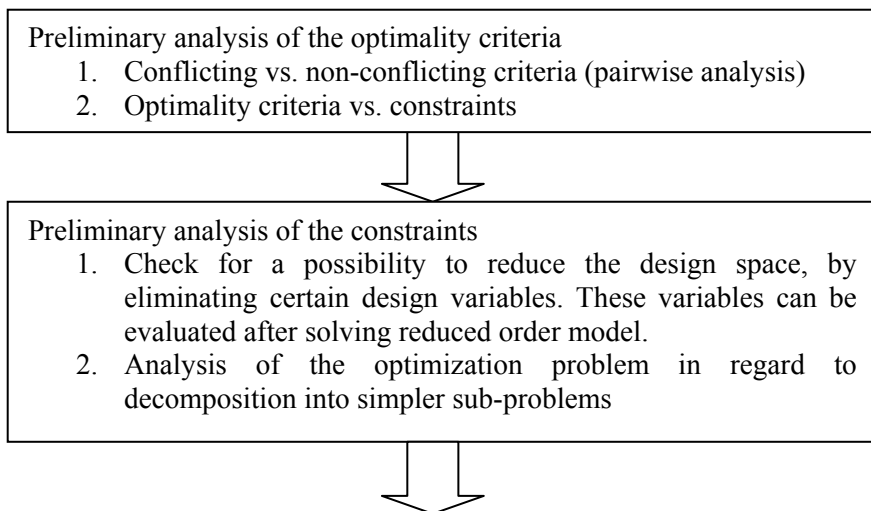 Preliminary analysis of the optimality criteria
1. Conflicting vs. non-conflicting criteria (pairwise analysis)
2. Optimality criteria vs. constraints
Preliminary analysis of the constraints
1. Check for a possibility to reduce the design space, by
eliminating certain design variables. These variables can be
evaluated after solving reduced order model.
2. Analysis of the optimization problem in regard to
decomposition into simpler sub-problems